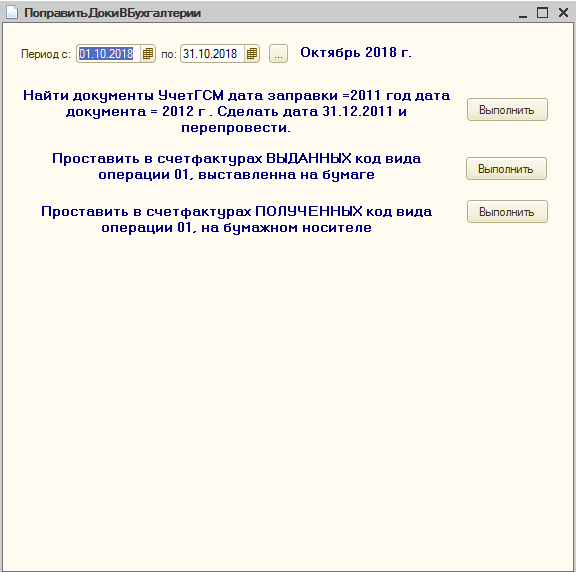 ПоправитьДокиВБухгалтерии
Период с: 01.10.2018 по: 31.10.2018 ... Октябрь 2018 г.
Найти документы УчетГСМ дата заправки =2011 год дата
документа = 2012 г . Сделать дата 31.12.2011 и
перепровести.
Выполнить
Проставить в счетфактурах ВЫДАННЫХ код вида
операции 01, выставленна на бумаге
Выполнить
Проставить в счетфактурах ПОЛУЧЕННЫХ код вида
операции 01, на бумажном носителе
Выполнить